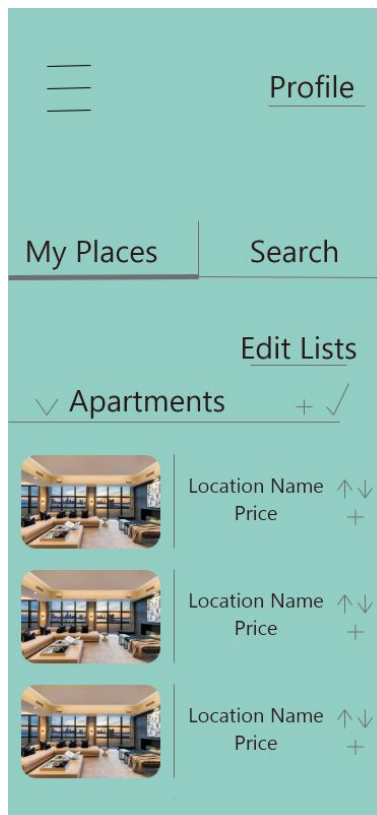 Profile
My Places
Search
Edit Lists
Apartments
Location Name
Price
Location Name
Price
Location Name
Price